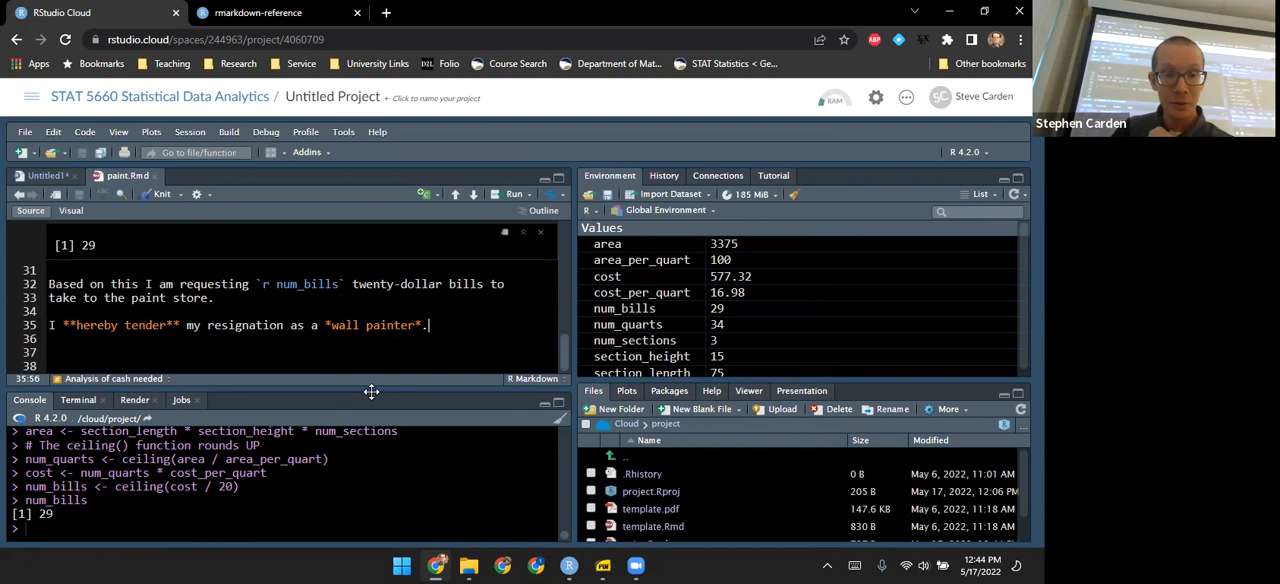 RStudio Cloud
rmarkdown-reference
rstudio.cloud/spaces/244963/project/4060709
Apps Bookmarks Teaching Research Service University Links D2L Folio Course Search Department of Mat... STAT Statistics < Ge... Other bookmarks
STAT 5660 Statistical Data Analytics / Untitled Project ← Click to name your project RAM SC Steve Carden
Stephen Carden
File Edit Code View Plots Session Build Debug Profile Tools Help
Go to file/function Addins R 4.2.0
Untitled1* paint.Rmd
Knit Run
Source Visual Outline
[1] 29
31
32 Based on this I am requesting `r num_bills` twenty-dollar bills to
33 take to the paint store.
34
35 I **hereby tender** my resignation as a *wall painter*.
36
37
38
35:56 Analysis of cash needed R Markdown
Console Terminal Render Jobs
R 4.2.0 . /cloud/project/
> area <- section_length * section_height * num_sections
> # The ceiling() function rounds UP
> num_quarts <- ceiling(area / area_per_quart)
> cost <- num_quarts * cost_per_quart
> num_bills <- ceiling(cost / 20)
> num_bills
[1] 29
>
Environment History Connections Tutorial
Import Dataset 185 MiB List
R Global Environment
Values
area 3375
area_per_quart 100
cost 577.32
cost_per_quart 16.98
num_bills 29
num_quarts 34
num_sections 3
section_height 15
section_length 75
Files Plots Packages Help Viewer Presentation
New Folder New Blank File Upload Delete Rename More
Cloud project
Name Size Modified
..
.Rhistory 0 B May 6, 2022, 11:01 AM
project.Rproj 205 B May 17, 2022, 12:06 PM
template.pdf 147.6 KB May 6, 2022, 11:18 AM
template.Rmd 830 B May 6, 2022, 11:18 AM
12:44 PM
5/17/2022